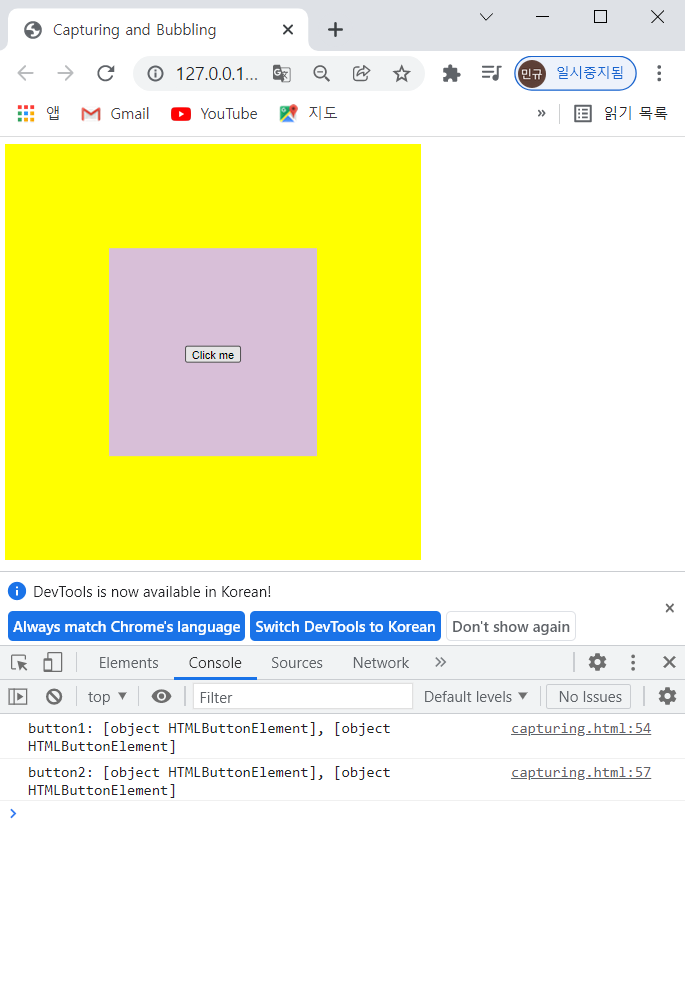 Capturing and Bubbling
127.0.0.1...
민규 일시중지됨
앱 Gmail YouTube 지도 » 읽기 목록
Click me
DevTools is now available in Korean!
Always match Chrome's language Switch DevTools to Korean Don't show again
Elements Console Sources Network »
top Filter Default levels No Issues
button1: [object HTMLButtonElement], [object capturing.html:54
HTMLButtonElement]
button2: [object HTMLButtonElement], [object capturing.html:57
HTMLButtonElement]